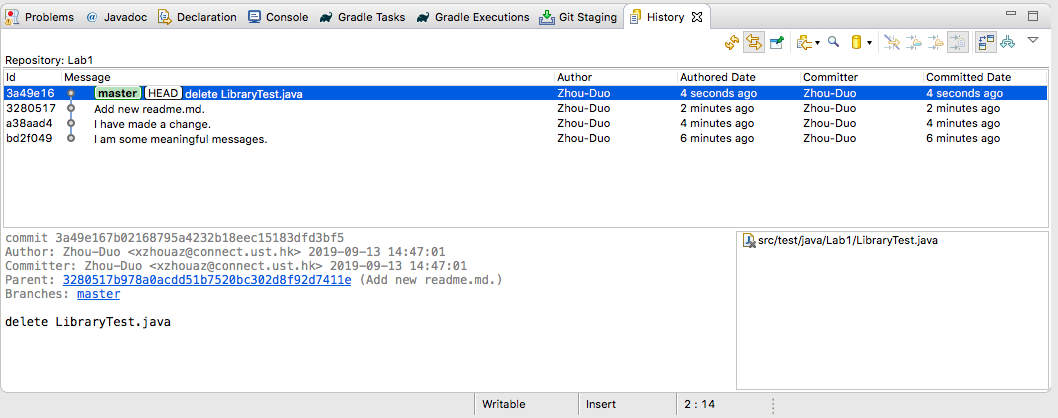 Problems @ Javadoc Declaration Console Gradle Tasks Gradle Executions Git Staging History
Repository: Lab1
Id Message Author Authored Date Committer Committed Date
3a49e16 master HEAD delete LibraryTest.java Zhou-Duo 4 seconds ago Zhou-Duo 4 seconds ago
3280517 Add new readme.md. Zhou-Duo 2 minutes ago Zhou-Duo 2 minutes ago
a38aad4 I have made a change. Zhou-Duo 4 minutes ago Zhou-Duo 4 minutes ago
bd2f049 I am some meaningful messages. Zhou-Duo 6 minutes ago Zhou-Duo 6 minutes ago
commit 3a49e167b02168795a4232b18eec15183dfd3bf5
Author: Zhou-Duo <xzhouaz@connect.ust.hk> 2019-09-13 14:47:01
Committer: Zhou-Duo <xzhouaz@connect.ust.hk> 2019-09-13 14:47:01
Parent: 3280517b978a0acdd51b7520bc302d8f92d7411e (Add new readme.md.)
Branches: master
delete LibraryTest.java
src/test/java/Lab1/LibraryTest.java
Writable Insert 2 : 14